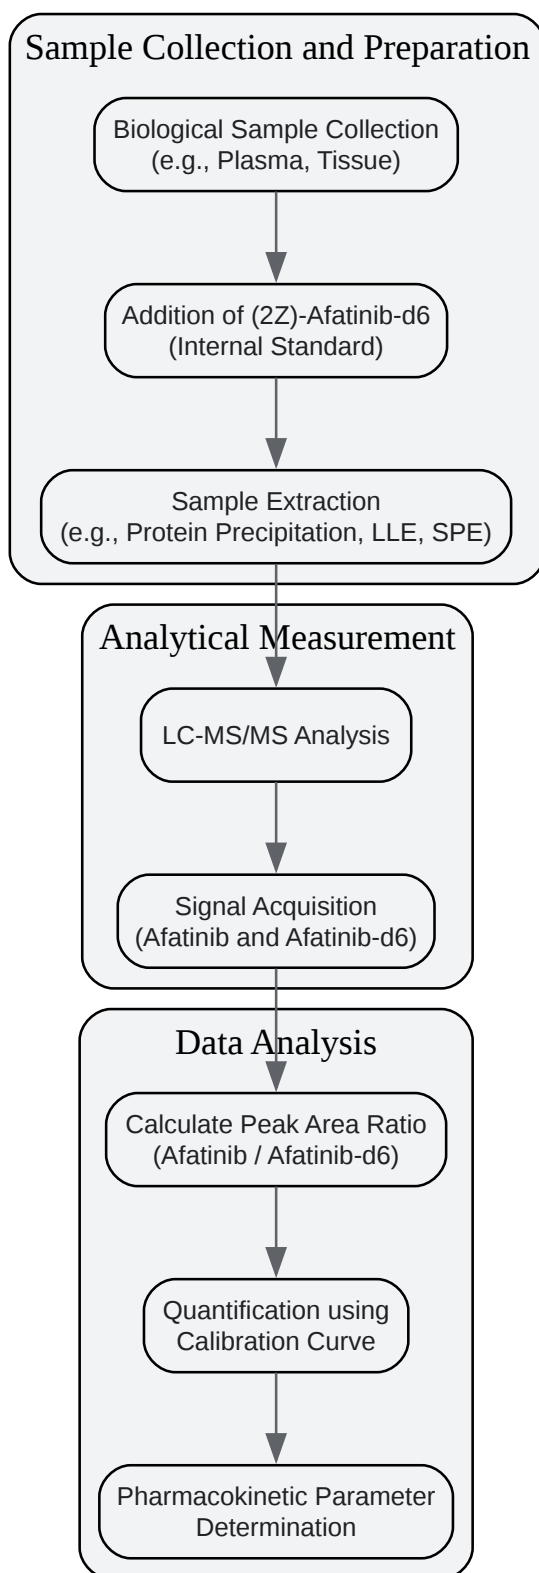 Sample Collection and Preparation
Biological Sample Collection
(e.g., Plasma, Tissue)
Addition of (2Z)-Afatinib-d6
(Internal Standard)
Sample Extraction
(e.g., Protein Precipitation, LLE, SPE)
Analytical Measurement
LC-MS/MS Analysis
Signal Acquisition
(Afatinib and Afatinib-d6)
Data Analysis
Calculate Peak Area Ratio
(Afatinib / Afatinib-d6)
Quantification using
Calibration Curve
Pharmacokinetic Parameter
Determination